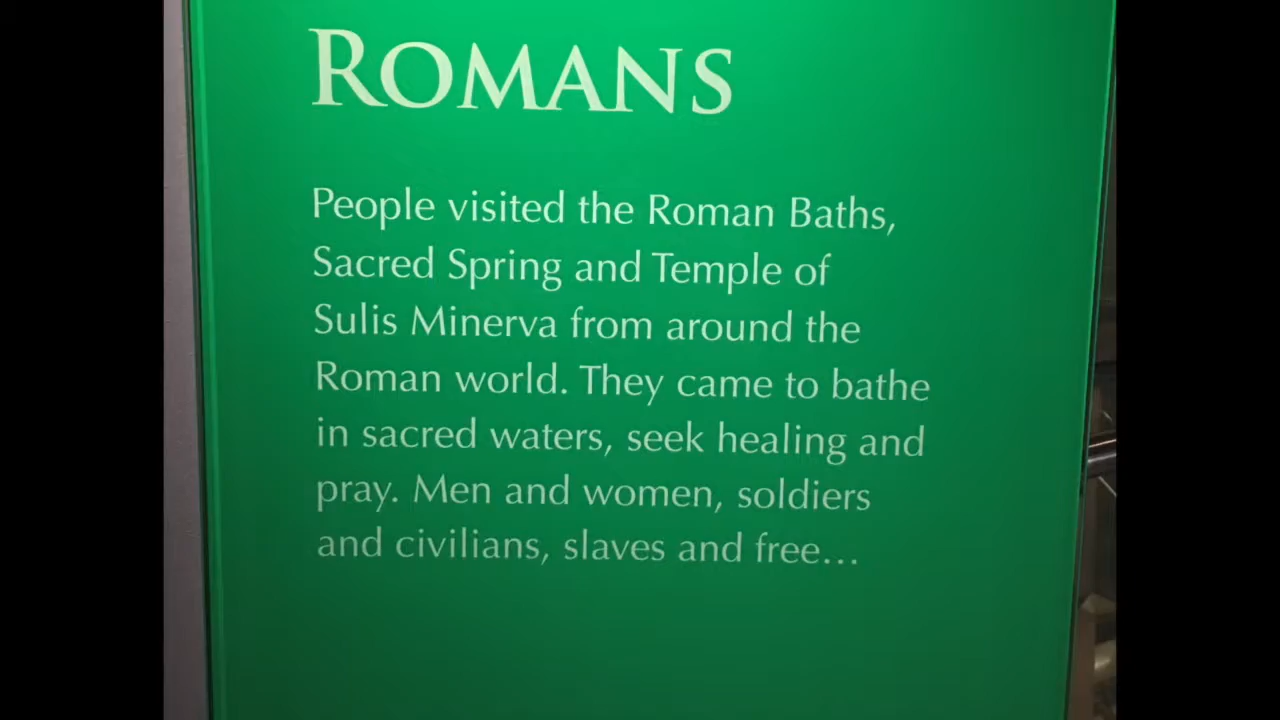 ROMANS
People visited the Roman Baths,
Sacred Spring and Temple of
Sulis Minerva from around the
Roman world. They came to bathe
in sacred waters, seek healing and
pray. Men and women, soldiers
and civilians, slaves and free...